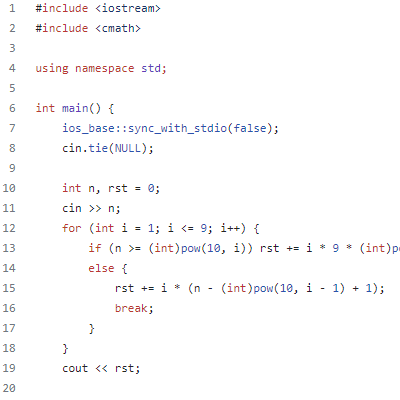 1 #include <iostream>
2 #include <cmath>
3
4 using namespace std;
5
6 int main() {
7     ios_base::sync_with_stdio(false);
8     cin.tie(NULL);
9
10     int n, rst = 0;
11     cin >> n;
12     for (int i = 1; i <= 9; i++) {
13         if (n >= (int)pow(10, i)) rst += i * 9 * (int)p
14         else {
15             rst += i * (n - (int)pow(10, i - 1) + 1);
16             break;
17         }
18     }
19     cout << rst;
20